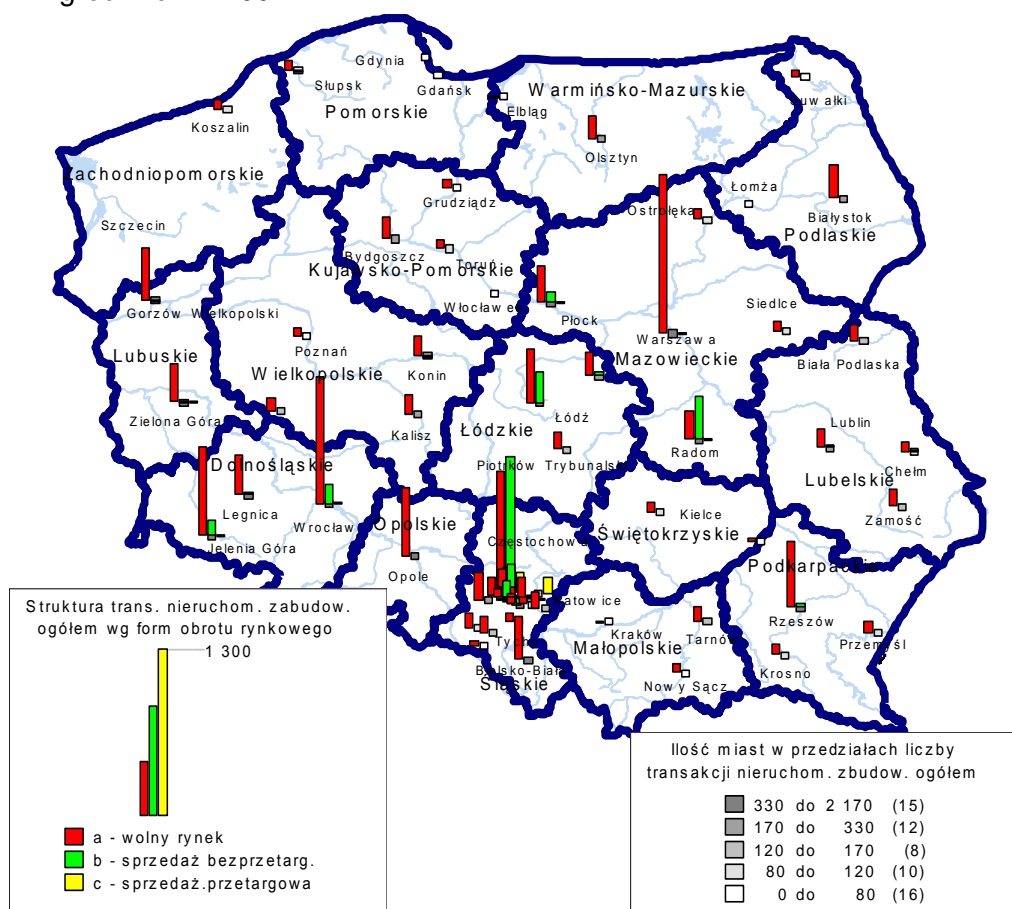 Gdynia
Słupsk
Gdańsk
Pomorskie
Warmińsko-Mazurskie
Elbląg
Suwałki
Koszalin
Olsztyn
Zachodniopomorskie
Szczecin
Grudziądz
Ostrołęka
Łomża
Białystok
Podlaskie
Bydgoszcz
Toruń
Kujawsko-Pomorskie
Włocławe
Płock
Gorzów Wielkopolski
Siedlce
Warszawa
Mazowieckie
Biała Podlaska
Poznań
Konin
Lubuskie
Wielkopolskie
Zielona Góra
Kalisz
Łódź
Łódzkie
Radom
Lublin
Chełm
Lubelskie
Piotrków Trybunalski
Dolnośląskie
Legnica
Wrocław
Jelenia Góra
Opolskie
Opole
Częstochowa
Kielce
Świętokrzyskie
Zamość
Podkarpackie
Katowice
Rzeszów
Kraków
Tarnów
Małopolskie
Przemyśl
Tychy
Bielsko-Biała
Śląskie
Nowy Sącz
Krosno
Struktura trans. nieruchom. zabudow.
ogółem wg form obrotu rynkowego
1 300
a - wolny rynek
b - sprzedaż bezprzetarg.
c - sprzedaż.przetargowa
Ilość miast w przedziałach liczby
transakcji nieruchom. zbudow. ogółem
330 do 2 170 (15)
170 do 330 (12)
120 do 170 (8)
80 do 120 (10)
0 do 80 (16)